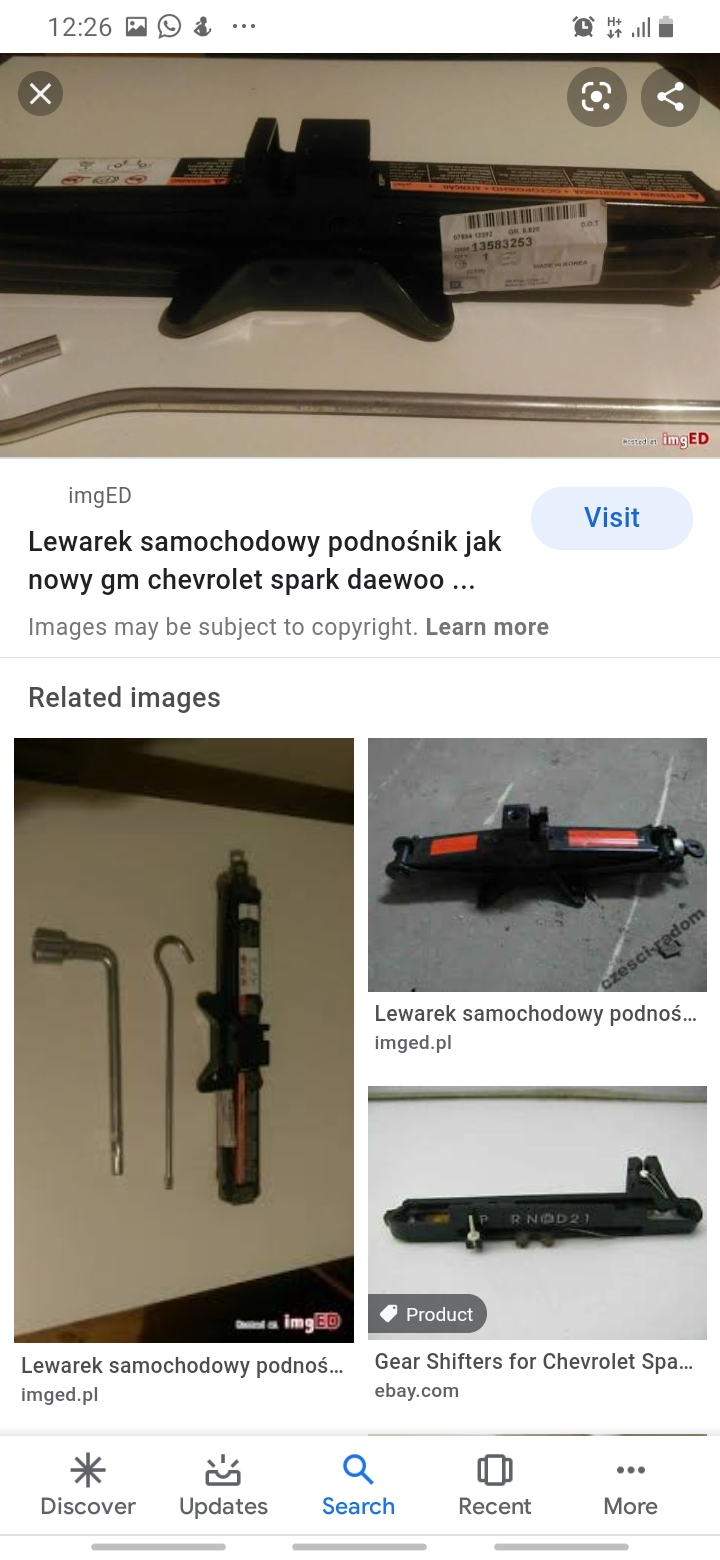 12:26
H+
13583253
1
MADE IN KOREA
Hosted at imgED
imgED
Visit
Lewarek samochodowy podnośnik jak
nowy gm chevrolet spark daewoo ...
Images may be subject to copyright. Learn more
Related images
czesci-radom
Lewarek samochodowy podnoś...
imged.pl
P RN D21
imgED
Product
Lewarek samochodowy podnoś...
imged.pl
Gear Shifters for Chevrolet Spa...
ebay.com
Discover
Updates
Search
Recent
More